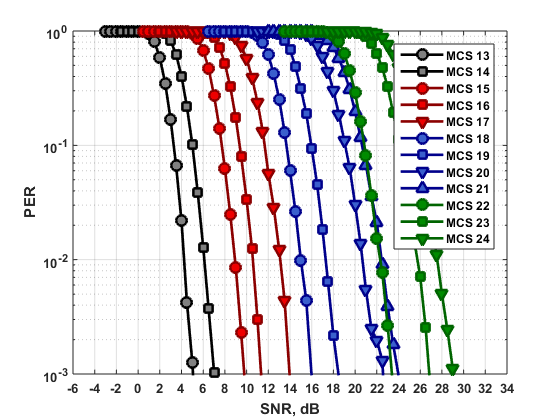 10^0
10^-1
10^-2
10^-3
PER
-6 -4 -2 0 2 4 6 8 10 12 14 16 18 20 22 24 26 28 30 32 34
SNR, dB
MCS 13
MCS 14
MCS 15
MCS 16
MCS 17
MCS 18
MCS 19
MCS 20
MCS 21
MCS 22
MCS 23
MCS 24